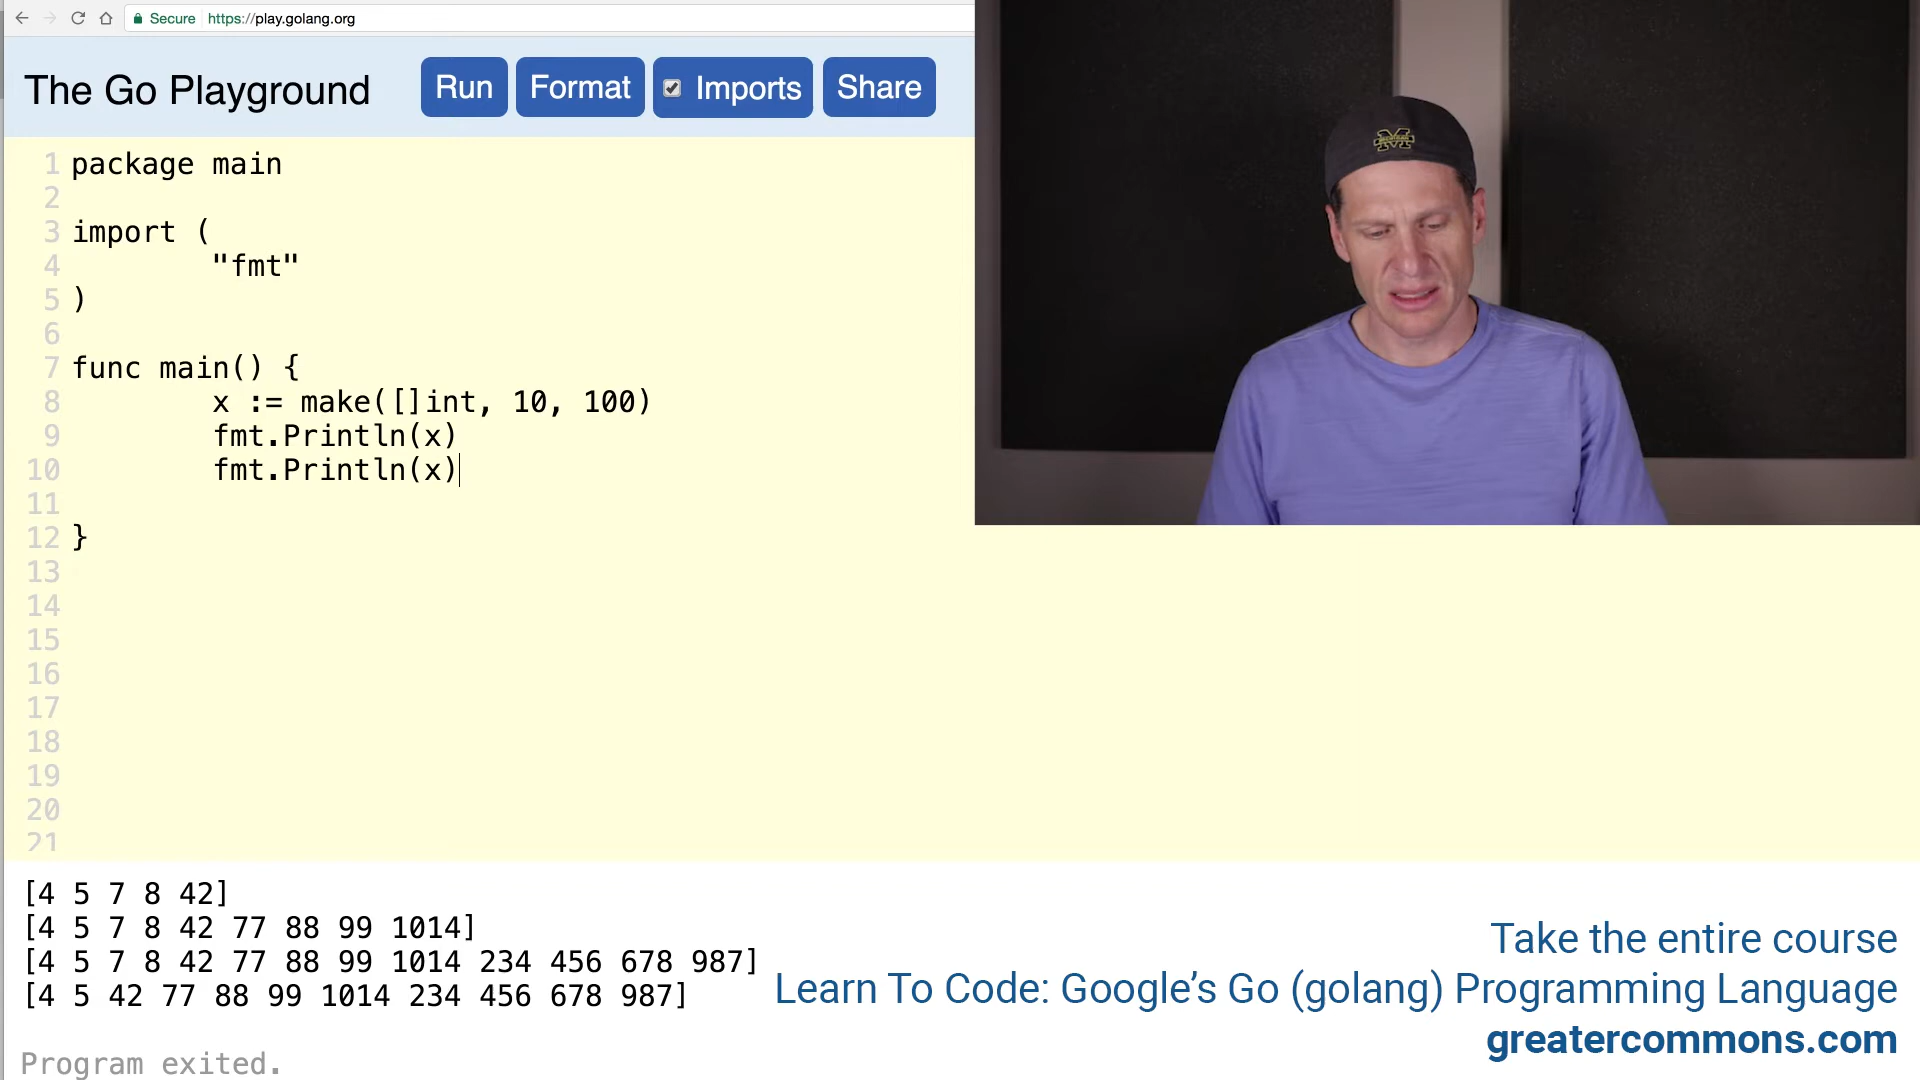 Secure https://play.golang.org
The Go Playground Run Format Imports Share
1 package main
2
3 import (
4 "fmt"
5 )
6
7 func main() {
8 x := make([]int, 10, 100)
9 fmt.Println(x)
10 fmt.Println(x)
11
12 }
13
14
15
16
17
18
19
20
21
[4 5 7 8 42]
[4 5 7 8 42 77 88 99 1014]
[4 5 7 8 42 77 88 99 1014 234 456 678 987]
[4 5 42 77 88 99 1014 234 456 678 987]
Program exited.
Take the entire course
Learn To Code: Google’s Go (golang) Programming Language
greatercommons.com
M